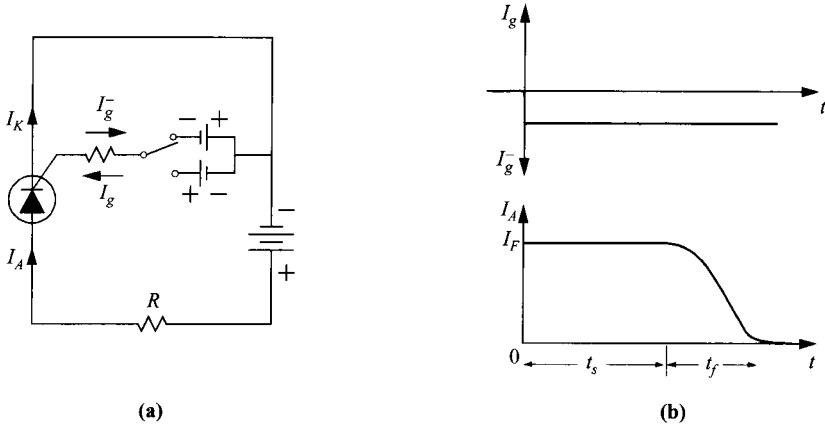 I_K
I_g^-
− +
+ −
I_g
−
+
I_A
R
(a)
I_g
t
I_g^-
I_A
I_F
0
t_s
t_f
t
(b)